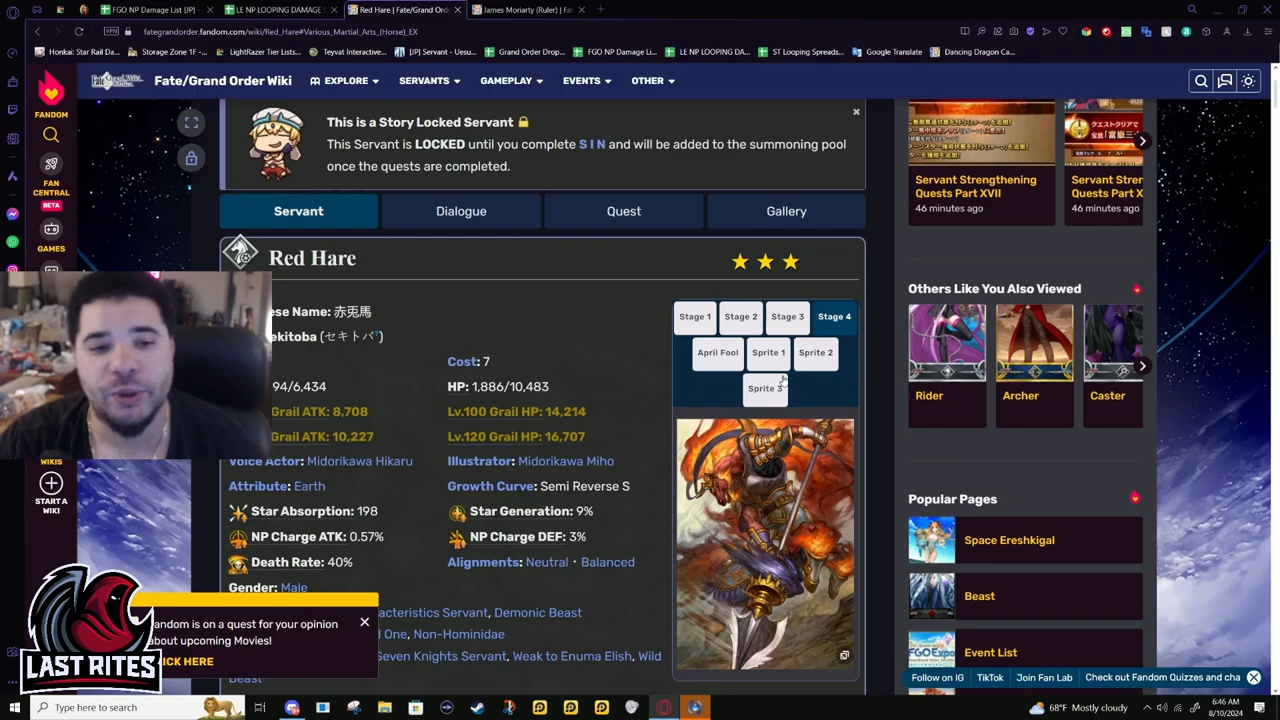 FGO NP Damage List (JP) -
LE NP LOOPING DAMAGE
Red Hare | Fate/Grand Ord
James Moriarty (Ruler) | Fa
VPN
fategrandorder.fandom.com/wiki/Red_Hare#Various_Martial_Arts_(Horse)_EX
Honkai: Star Rail Da...
Storage Zone 1F -...
LightRazer Tier Lists...
Teyvat Interactive...
[JP] Servant - Uesu...
Grand Order Drop...
FGO NP Damage Li...
LE NP LOOPING DA...
ST Looping Spreads...
Google Translate
Dancing Dragon Ca...
FANDOM
Fate/Grand Order Wiki
EXPLORE
SERVANTS
GAMEPLAY
EVENTS
OTHER
FAN
CENTRAL
BETA
GAMES
WIKIS
START A
WIKI
This is a Story Locked Servant
This Servant is LOCKED until you complete S I N and will be added to the summoning pool
once the quests are completed.
Servant
Dialogue
Quest
Gallery
Red Hare
ese Name: 赤兎馬
ekitoba (セキトバ?)
Cost: 7
94/6,434
HP: 1,886/10,483
Grail ATK: 8,708
Lv.100 Grail HP: 14,214
Grail ATK: 10,227
Lv.120 Grail HP: 16,707
Voice Actor: Midorikawa Hikaru
Illustrator: Midorikawa Miho
Attribute: Earth
Growth Curve: Semi Reverse S
Star Absorption: 198
Star Generation: 9%
NP Charge ATK: 0.57%
NP Charge DEF: 3%
Death Rate: 40%
Alignments: Neutral・Balanced
Gender: Male
acteristics Servant, Demonic Beast
l One, Non-Hominidae
Seven Knights Servant, Weak to Enuma Elish, Wild
Beast
Stage 1
Stage 2
Stage 3
Stage 4
April Fool
Sprite 1
Sprite 2
Sprite 3
Servant Strengthening
Quests Part XVII
46 minutes ago
Servant Stren
Quests Part X
46 minutes ago
Others Like You Also Viewed
Rider
Archer
Caster
Popular Pages
Space Ereshkigal
Beast
Event List
Follow on IG
TikTok
Join Fan Lab
Check out Fandom Quizzes and cha
andom is on a quest for your opinion
about upcoming Movies!
ICK HERE
LAST RITES
Type here to search
68°F Mostly cloudy
6:46 AM
8/10/2024